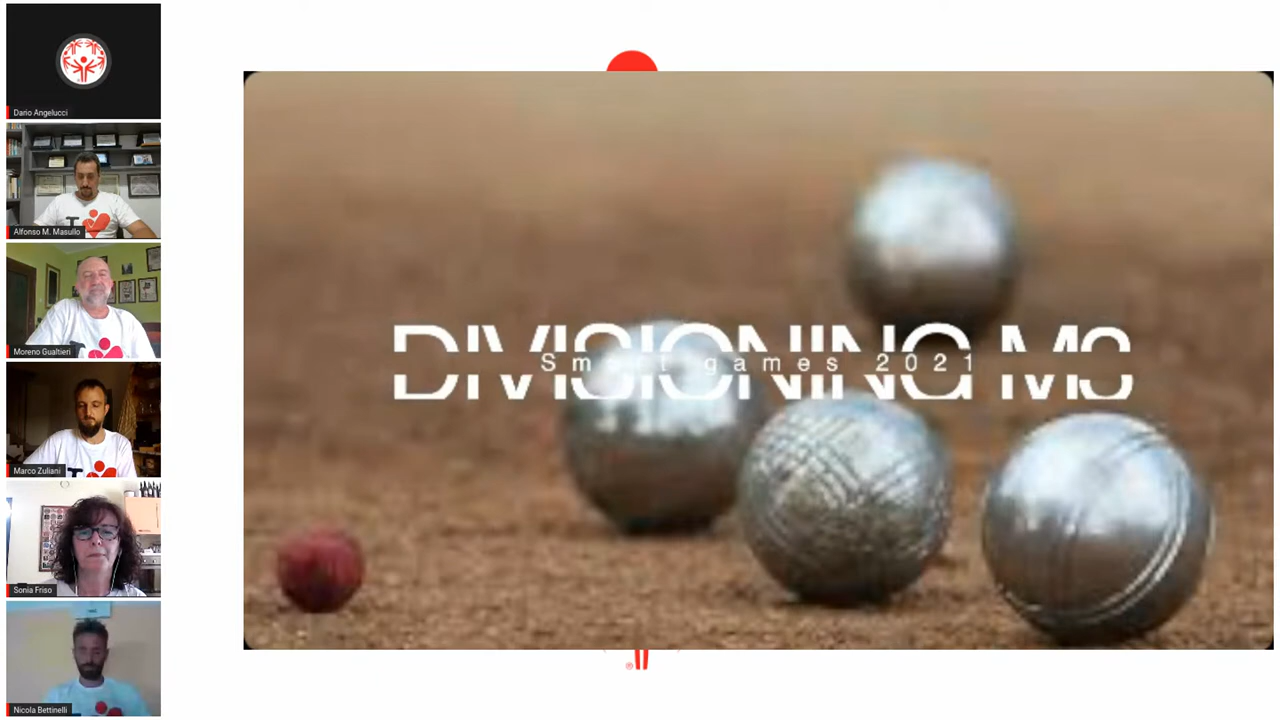 Dario Angelucci
Alfonso M. Masullo
Moreno Gualtieri
Marco Zuliani
Sonia Friso
Nicola Bettinelli
DIVISIONING M3
Smart games 2021